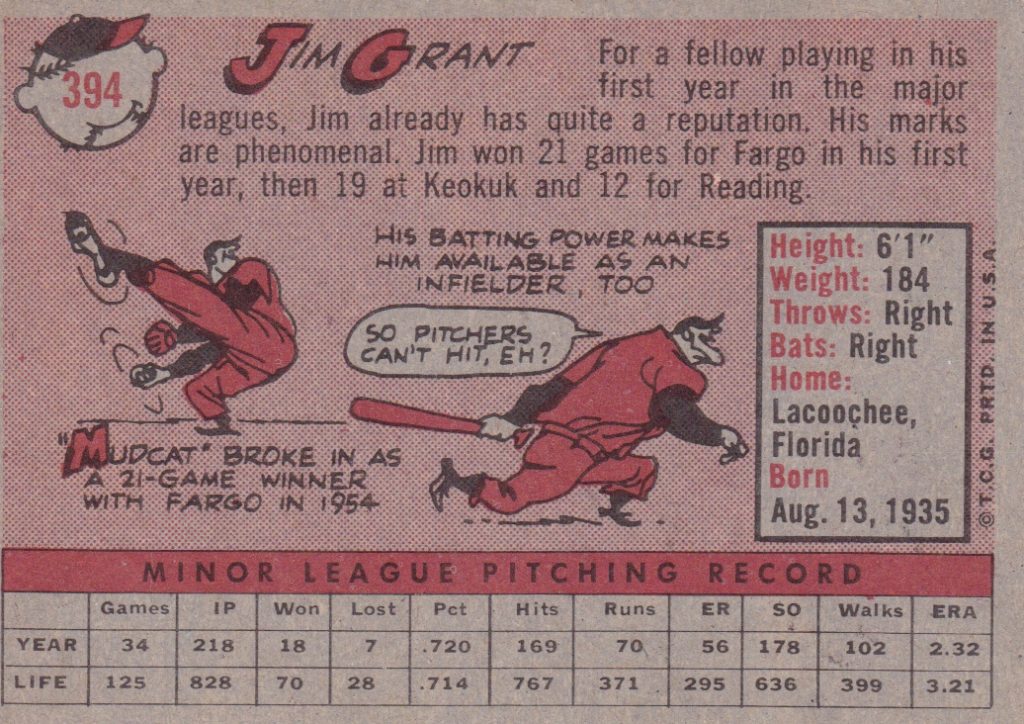 394
JIM GRANT
For a fellow playing in his
first year in the major
leagues, Jim already has quite a reputation. His marks
are phenomenal. Jim won 21 games for Fargo in his first
year, then 19 at Keokuk and 12 for Reading.
HIS BATTING POWER MAKES
HIM AVAILABLE AS AN
INFIELDER, TOO
SO PITCHERS
CAN'T HIT, EH?
"MUDCAT" BROKE IN AS
A 21-GAME WINNER
WITH FARGO IN 1954
Height: 6'1"
Weight: 184
Throws: Right
Bats: Right
Home:
Lacoochee,
Florida
Born
Aug. 13, 1935
© T.C.G. PRTD. IN U.S.A.
MINOR LEAGUE PITCHING RECORD
Games IP Won Lost Pct Hits Runs ER SO Walks ERA
YEAR 34 218 18 7 .720 169 70 56 178 102 2.32
LIFE 125 828 70 28 .714 767 371 295 636 399 3.21